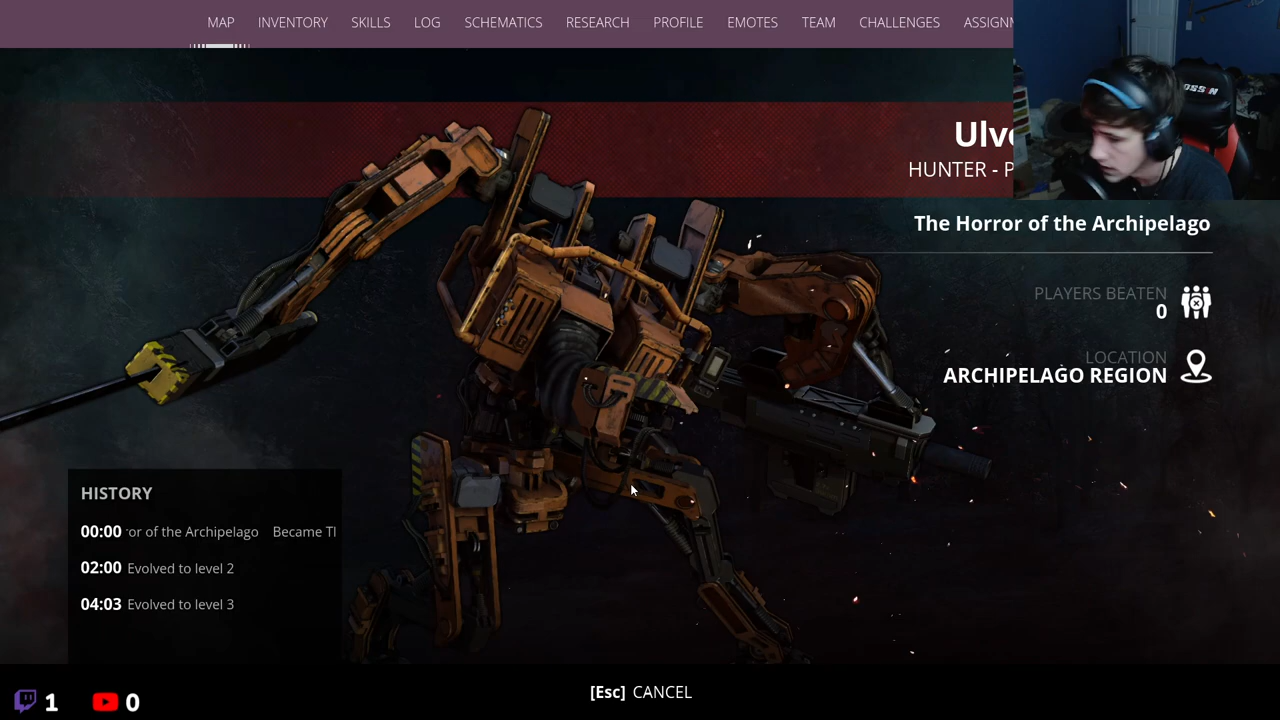 MAP INVENTORY SKILLS LOG SCHEMATICS RESEARCH PROFILE EMOTES TEAM CHALLENGES ASSIGNM
Ulv
HUNTER - P
The Horror of the Archipelago
PLAYERS BEATEN
0
LOCATION
ARCHIPELAGO REGION
HISTORY
00:00 or of the Archipelago Became Tl
02:00 Evolved to level 2
04:03 Evolved to level 3
[Esc] CANCEL
1 0